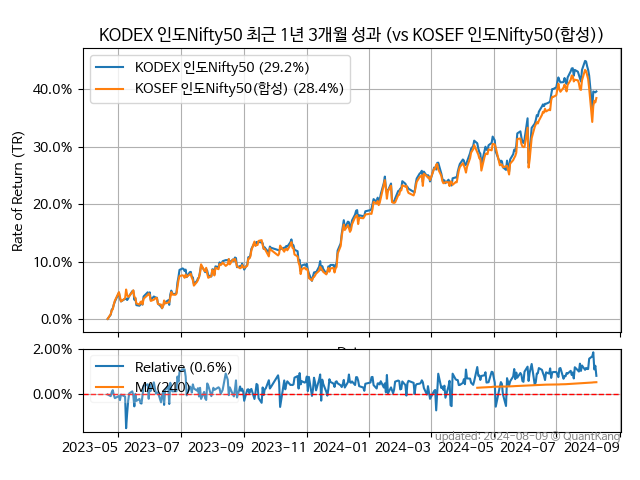 KODEX 인도Nifty50 최근 1년 3개월 성과 (vs KOSEF 인도Nifty50(합성))
KODEX 인도Nifty50 (29.2%)
KOSEF 인도Nifty50(합성) (28.4%)
Rate of Return (TR)
40.0%
30.0%
20.0%
10.0%
0.0%
2.00%
0.00%
Relative (0.6%)
MA(240)
2023-05 2023-07 2023-09 2023-11 2024-01 2024-03 2024-05 2024-07 2024-09
updated: 2024-08-09 @ QuantKang